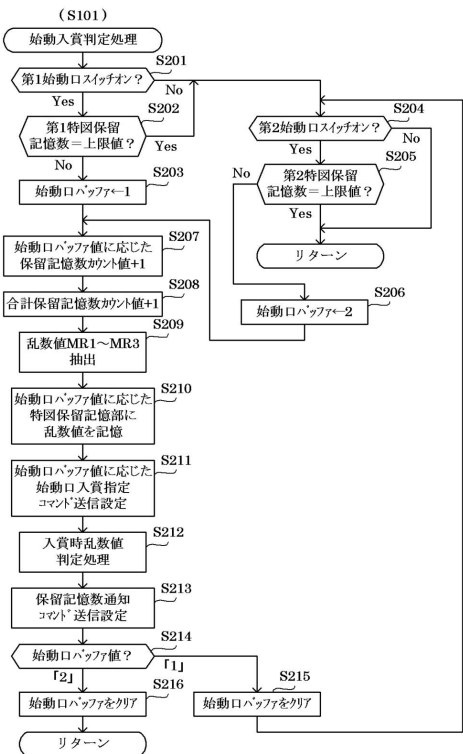 (S101)
始動入賞判定処理
S201
第1始動口スイッチオン?
No
Yes
S202
第1特図保留
記憶数=上限値?
Yes
No
S203
始動口バッファ←1
S204
第2始動口スイッチオン?
No
Yes
S205
第2特図保留
記憶数=上限値?
No
Yes
リターン
S206
始動口バッファ←2
S207
始動口バッファ値に応じた
保留記憶数カウント値+1
S208
合計保留記憶数カウント値+1
S209
乱数値MR1~MR3
抽出
S210
始動口バッファ値に応じた
特図保留記憶部に
乱数値を記憶
S211
始動口バッファ値に応じた
始動口入賞指定
コマンド送信設定
S212
入賞時乱数値
判定処理
S213
保留記憶数通知
コマンド送信設定
S214
始動口バッファ値?
「2」
「1」
S216
始動口バッファをクリア
S215
始動口バッファをクリア
リターン